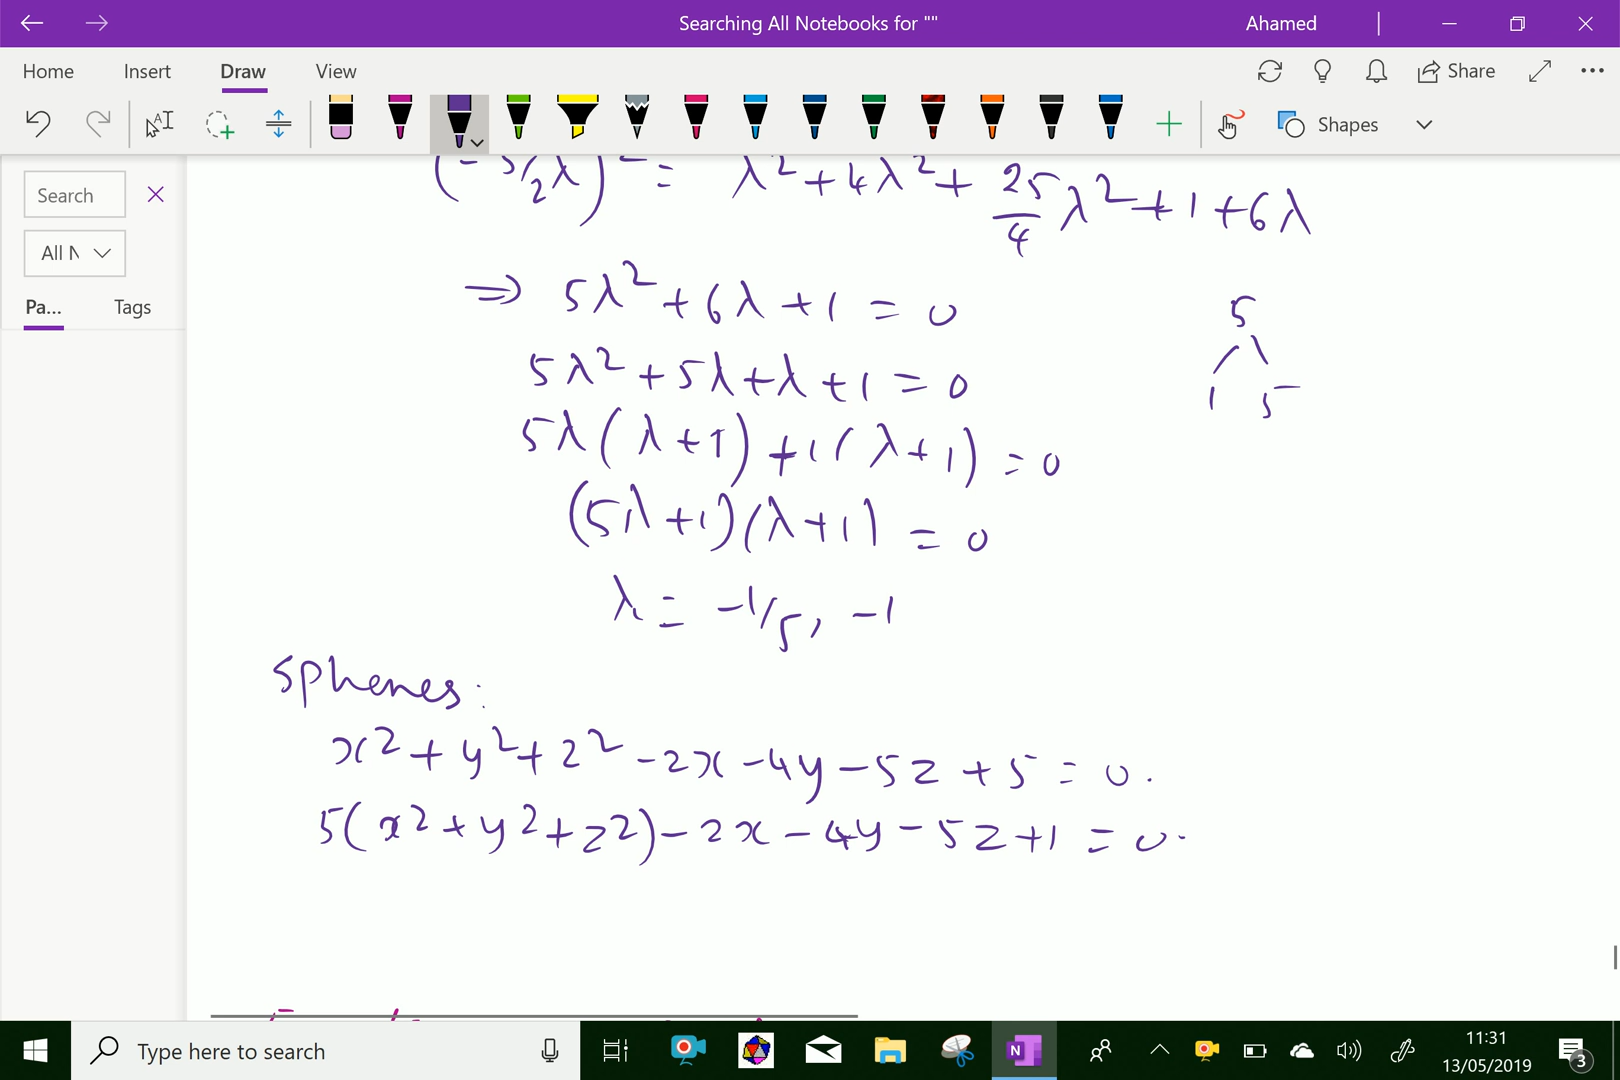 Searching All Notebooks for ""
Ahamed
Home Insert Draw View
Share
Shapes
Search
All N
Pa... Tags
(-5/2 λ)² = λ² + 4λ² + 25/4 λ² + 1 + 6λ
⇒ 5λ² + 6λ + 1 = 0
5
1 5
5λ² + 5λ + λ + 1 = 0
5λ(λ+1) + 1(λ+1) = 0
(5λ+1)(λ+1) = 0
λ = -1/5, -1
Spheres:
x² + y² + z² - 2x - 4y - 5z + 5 = 0.
5(x² + y² + z²) - 2x - 4y - 5z + 1 = 0.
Type here to search
N
11:31
13/05/2019
3